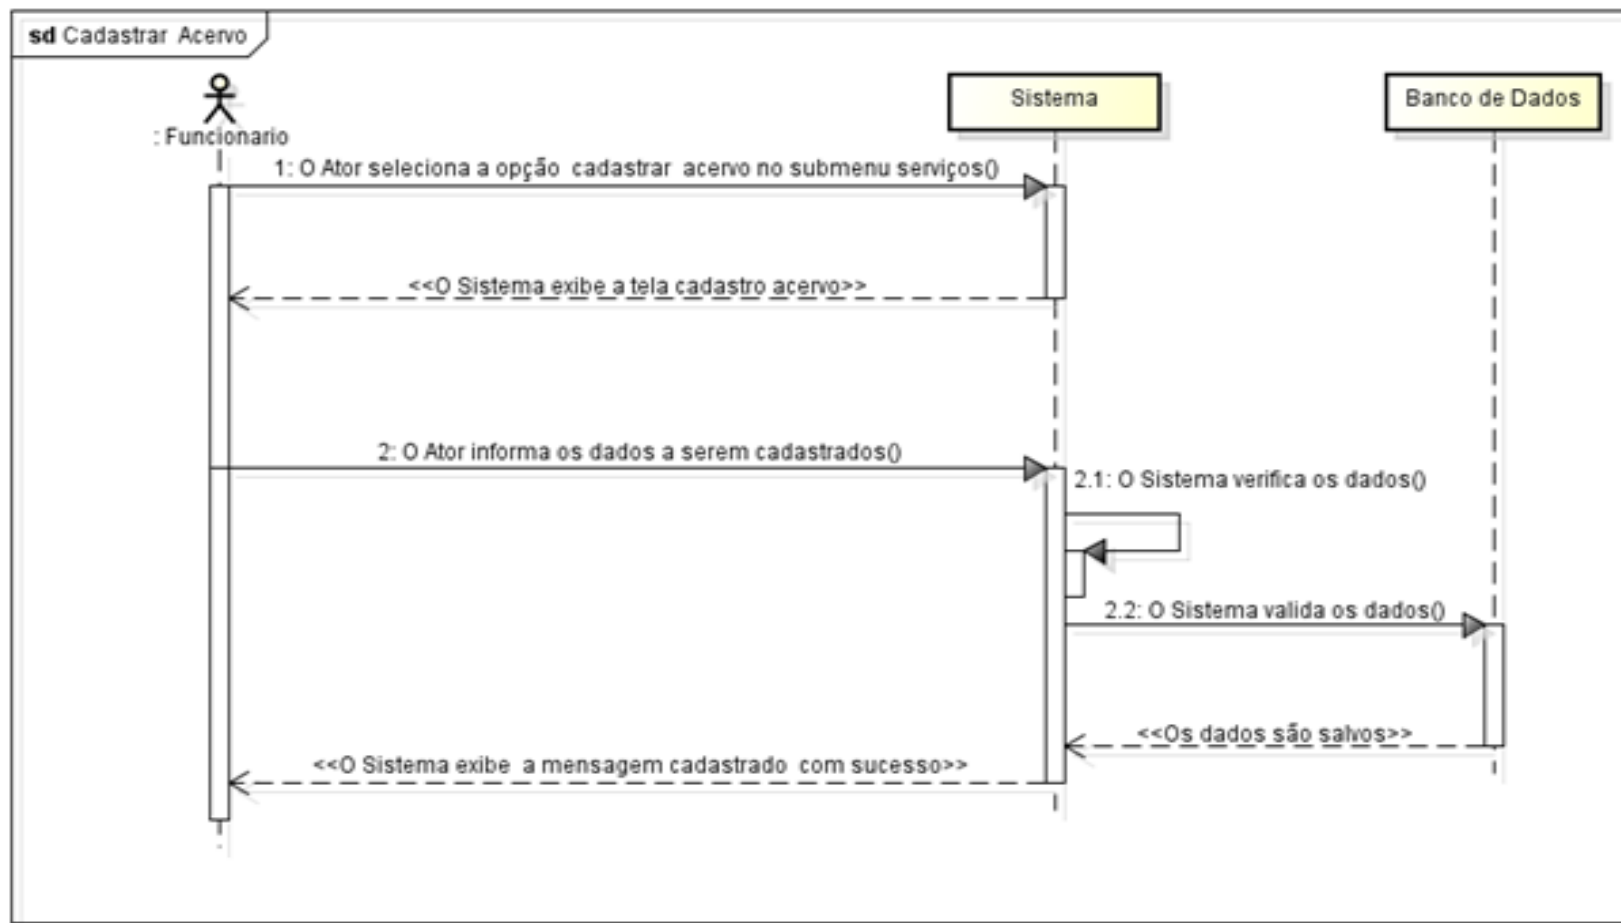 sd Cadastrar Acervo
: Funcionario
Sistema
Banco de Dados
1: O Ator seleciona a opção cadastrar acervo no submenu serviços()
<<O Sistema exibe a tela cadastro acervo>>
2: O Ator informa os dados a serem cadastrados()
2.1: O Sistema verifica os dados()
2.2: O Sistema valida os dados()
<<Os dados são salvos>>
<<O Sistema exibe a mensagem cadastrado com sucesso>>